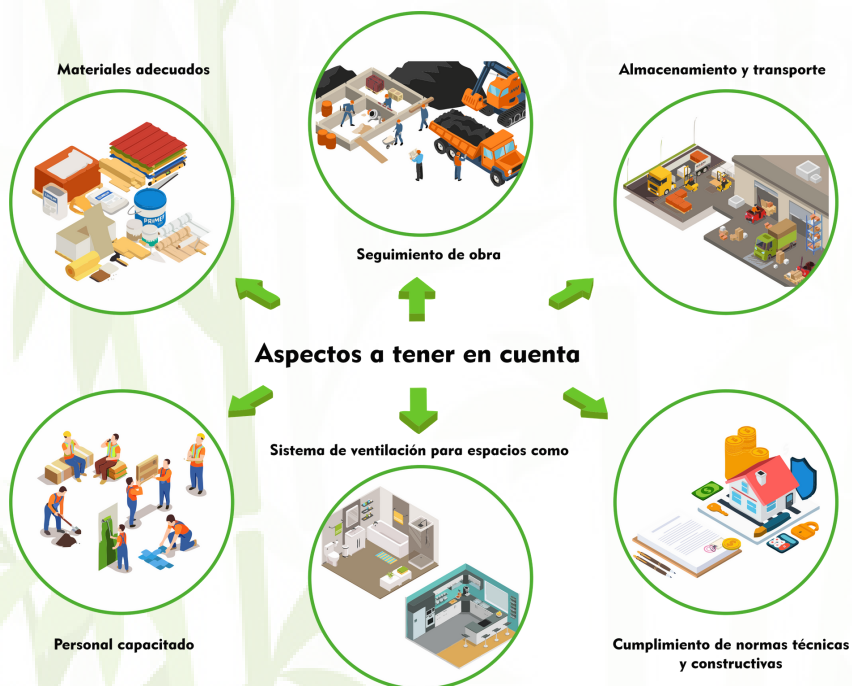 Materiales adecuados
Almacenamiento y transporte
PRIMER
Seguimiento de obra
Aspectos a tener en cuenta
Sistema de ventilación para espacios como
Personal capacitado
Cumplimiento de normas técnicas
y constructivas